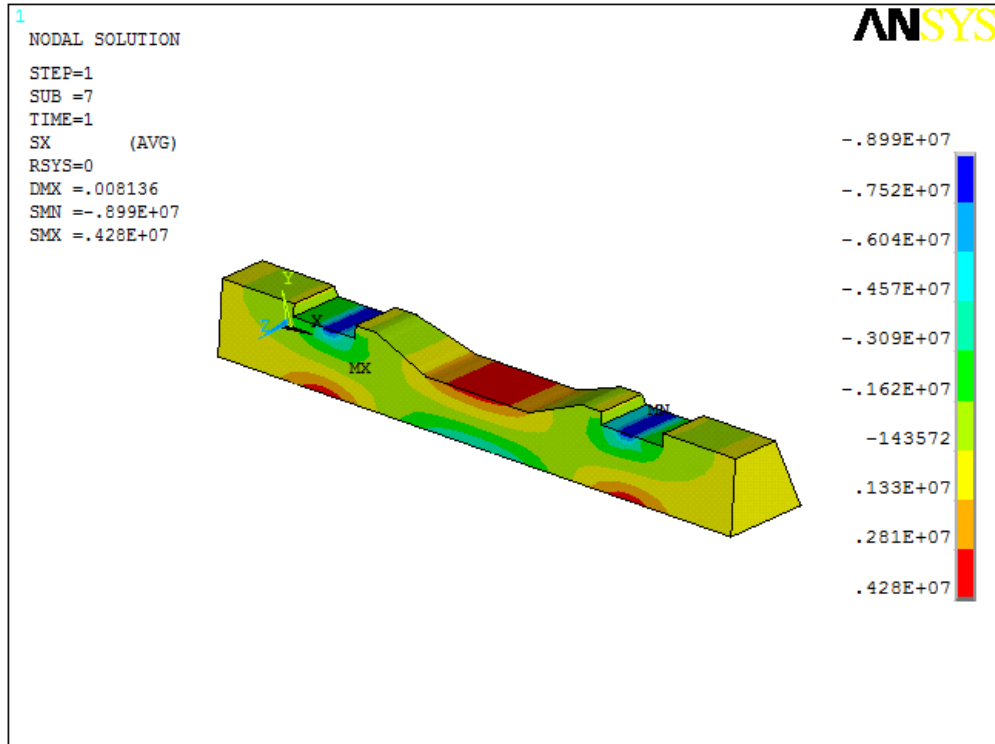 1
NODAL SOLUTION
STEP=1
SUB =7
TIME=1
SX (AVG)
RSYS=0
DMX =.008136
SMN =-.899E+07
SMX =.428E+07
ANSYS
-.899E+07
-.752E+07
-.604E+07
-.457E+07
-.309E+07
-.162E+07
-143572
.133E+07
.281E+07
.428E+07
Y
Z
X
MX
MN